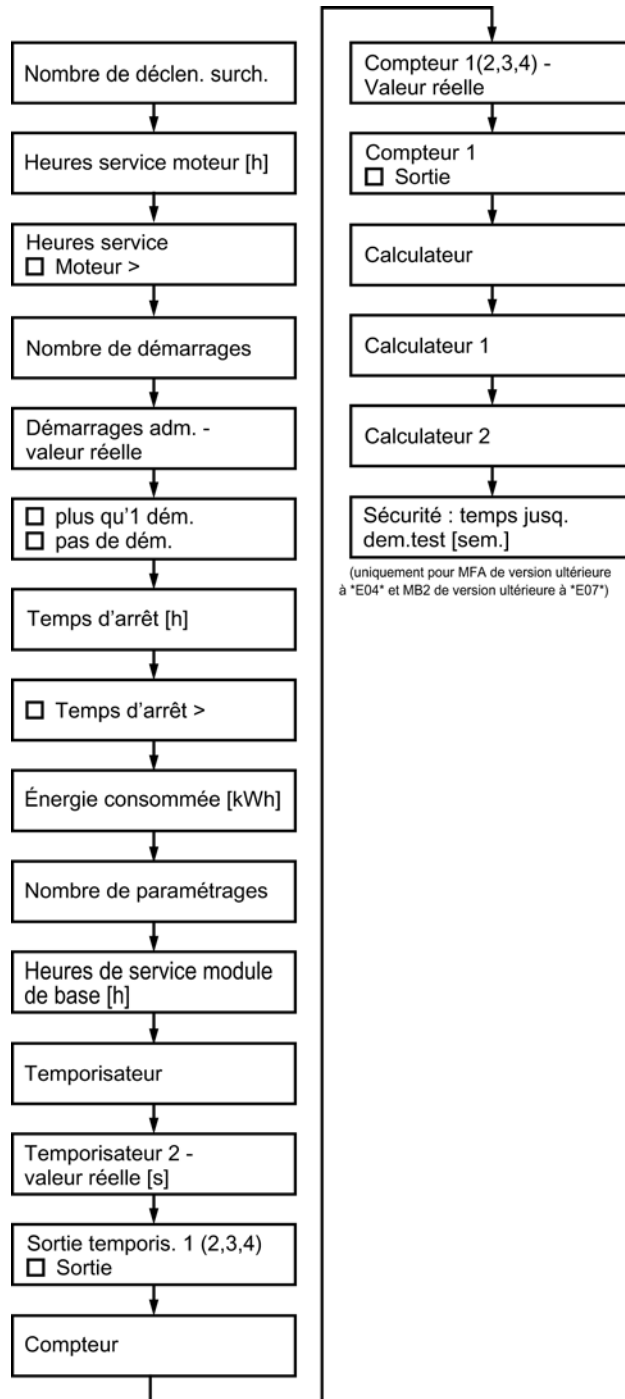 Nombre de déclen. surch.
Heures service moteur [h]
Heures service
Moteur >
Nombre de démarrages
Démarrages adm. -
valeur réelle
plus qu'1 dém.
pas de dém.
Temps d'arrêt [h]
Temps d'arrêt >
Énergie consommée [kWh]
Nombre de paramétrages
Heures de service module
de base [h]
Temporisateur
Temporisateur 2 -
valeur réelle [s]
Sortie temporis. 1 (2,3,4)
Sortie
Compteur
Compteur 1(2,3,4) -
Valeur réelle
Compteur 1
Sortie
Calculateur
Calculateur 1
Calculateur 2
Sécurité : temps jusq.
dem.test [sem.]
(uniquement pour MFA de version ultérieure
à *E04* et MB2 de version ultérieure à *E07*)